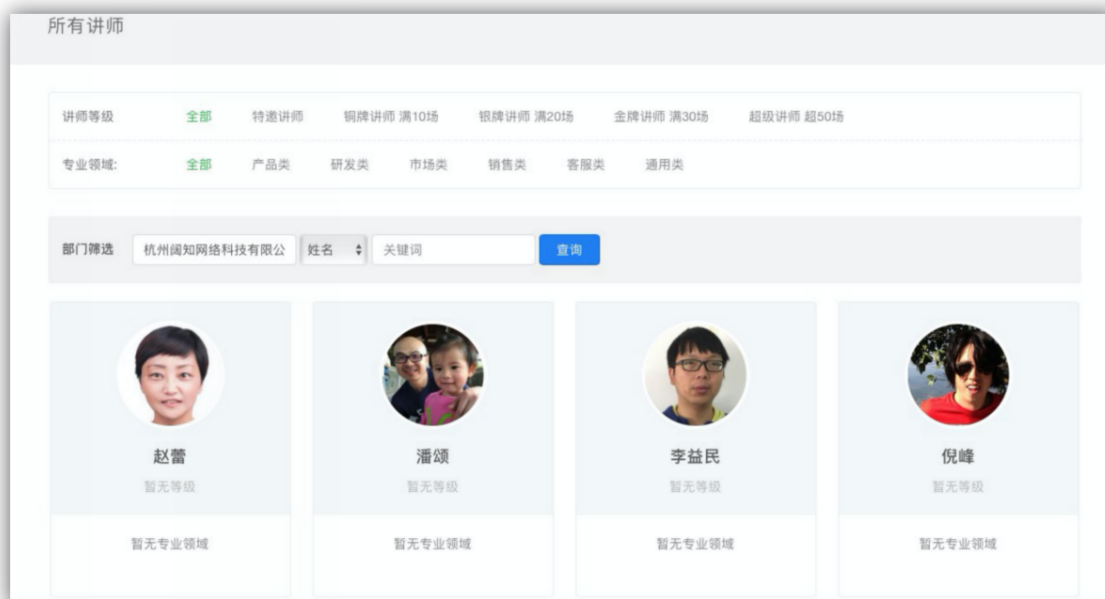 所有讲师
讲师等级 全部 特邀讲师 铜牌讲师 满10场 银牌讲师 满20场 金牌讲师 满30场 超级讲师 超50场
专业领域: 全部 产品类 研发类 市场类 销售类 客服类 通用类
部门筛选 杭州阔知网络科技有限公 姓名 关键词 查询
赵蕾 潘颂 李益民 倪峰
暂无等级 暂无等级 暂无等级 暂无等级
暂无专业领域 暂无专业领域 暂无专业领域 暂无专业领域